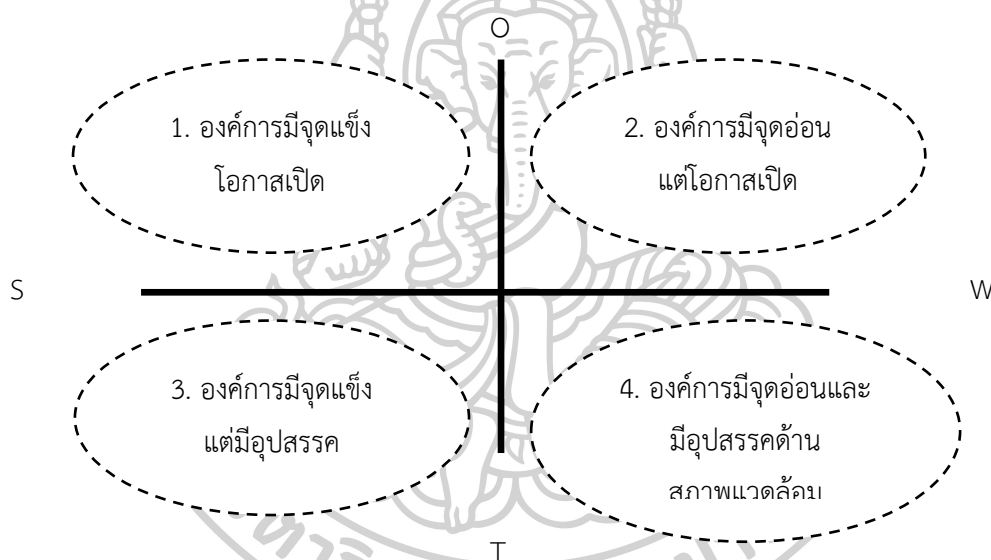 O
1. องค์การมีจุดแข็ง
โอกาสเปิด
2. องค์การมีจุดอ่อน
แต่โอกาสเปิด
S
W
3. องค์การมีจุดแข็ง
แต่มีอุปสรรค
4. องค์การมีจุดอ่อนและ
มีอุปสรรคด้าน
สภาพแวดล้อม
T